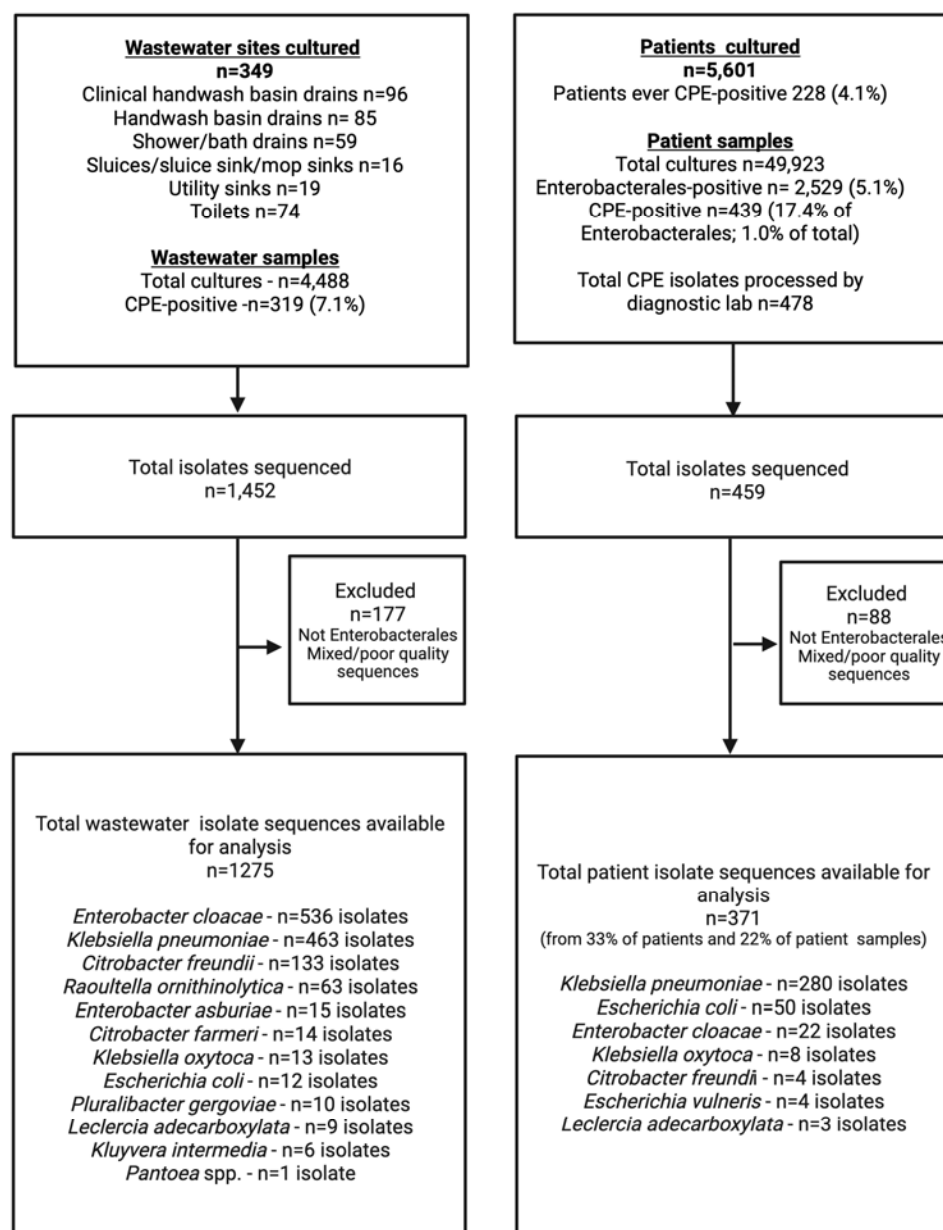 Wastewater sites cultured
n=349
Clinical handwash basin drains n=96
Handwash basin drains n= 85
Shower/bath drains n=59
Sluices/sluice sink/mop sinks n=16
Utility sinks n=19
Toilets n=74
Wastewater samples
Total cultures - n=4,488
CPE-positive -n=319 (7.1%)
Total isolates sequenced
n=1,452
Excluded
n=177
Not Enterobacterales
Mixed/poor quality
sequences
Total wastewater isolate sequences available
for analysis
n=1275
Enterobacter cloacae - n=536 isolates
Klebsiella pneumoniae - n=463 isolates
Citrobacter freundii - n=133 isolates
Raoultella ornithinolytica - n=63 isolates
Enterobacter asburiae - n=15 isolates
Citrobacter farmeri - n=14 isolates
Klebsiella oxytoca - n=13 isolates
Escherichia coli - n=12 isolates
Pluralibacter gergoviae - n=10 isolates
Leclercia adecarboxylata - n=9 isolates
Kluyvera intermedia - n=6 isolates
Pantoea spp. - n=1 isolate
Patients cultured
n=5,601
Patients ever CPE-positive 228 (4.1%)
Patient samples
Total cultures n=49,923
Enterobacterales-positive n= 2,529 (5.1%)
CPE-positive n=439 (17.4% of
Enterobacterales; 1.0% of total)
Total CPE isolates processed by
diagnostic lab n=478
Total isolates sequenced
n=459
Excluded
n=88
Not Enterobacterales
Mixed/poor quality
sequences
Total patient isolate sequences available for
analysis
n=371
(from 33% of patients and 22% of patient samples)
Klebsiella pneumoniae - n=280 isolates
Escherichia coli - n=50 isolates
Enterobacter cloacae - n=22 isolates
Klebsiella oxytoca - n=8 isolates
Citrobacter freundii - n=4 isolates
Escherichia vulneris - n=4 isolates
Leclercia adecarboxylata - n=3 isolates